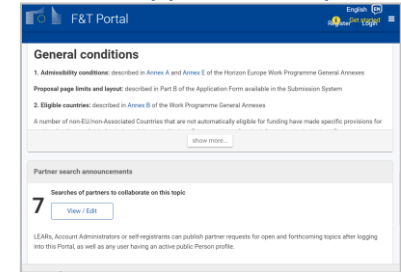 English EN
F&T Portal
Register Login
General conditions
1. Admissibility conditions: described in Annex A and Annex E of the Horizon Europe Work Programme General Annexes
Proposal page limits and layout: described in Part B of the Application Form available in the Submission System
2. Eligible countries: described in Annex B of the Work Programme General Annexes
A number of non-EU/non-Associated Countries that are not automatically eligible for funding have made specific provisions for
show more...
Partner search announcements
Searches of partners to collaborate on this topic
7
View / Edit
LEARs, Account Administrators or self-registrants can publish partner requests for open and forthcoming topics after logging
into this Portal, as well as any user having an active public Person profile.